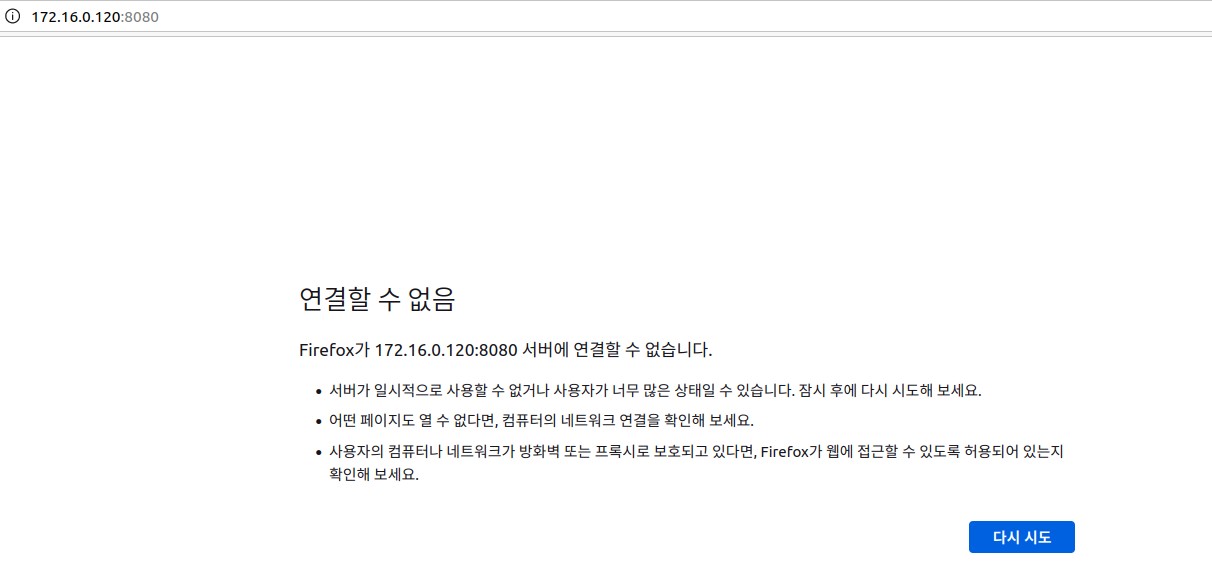 172.16.0.120:8080
연결할 수 없음
Firefox가 172.16.0.120:8080 서버에 연결할 수 없습니다.
• 서버가 일시적으로 사용할 수 없거나 사용자가 너무 많은 상태일 수 있습니다. 잠시 후에 다시 시도해 보세요.
• 어떤 페이지도 열 수 없다면, 컴퓨터의 네트워크 연결을 확인해 보세요.
• 사용자의 컴퓨터나 네트워크가 방화벽 또는 프록시로 보호되고 있다면, Firefox가 웹에 접근할 수 있도록 허용되어 있는지
확인해 보세요.
다시 시도